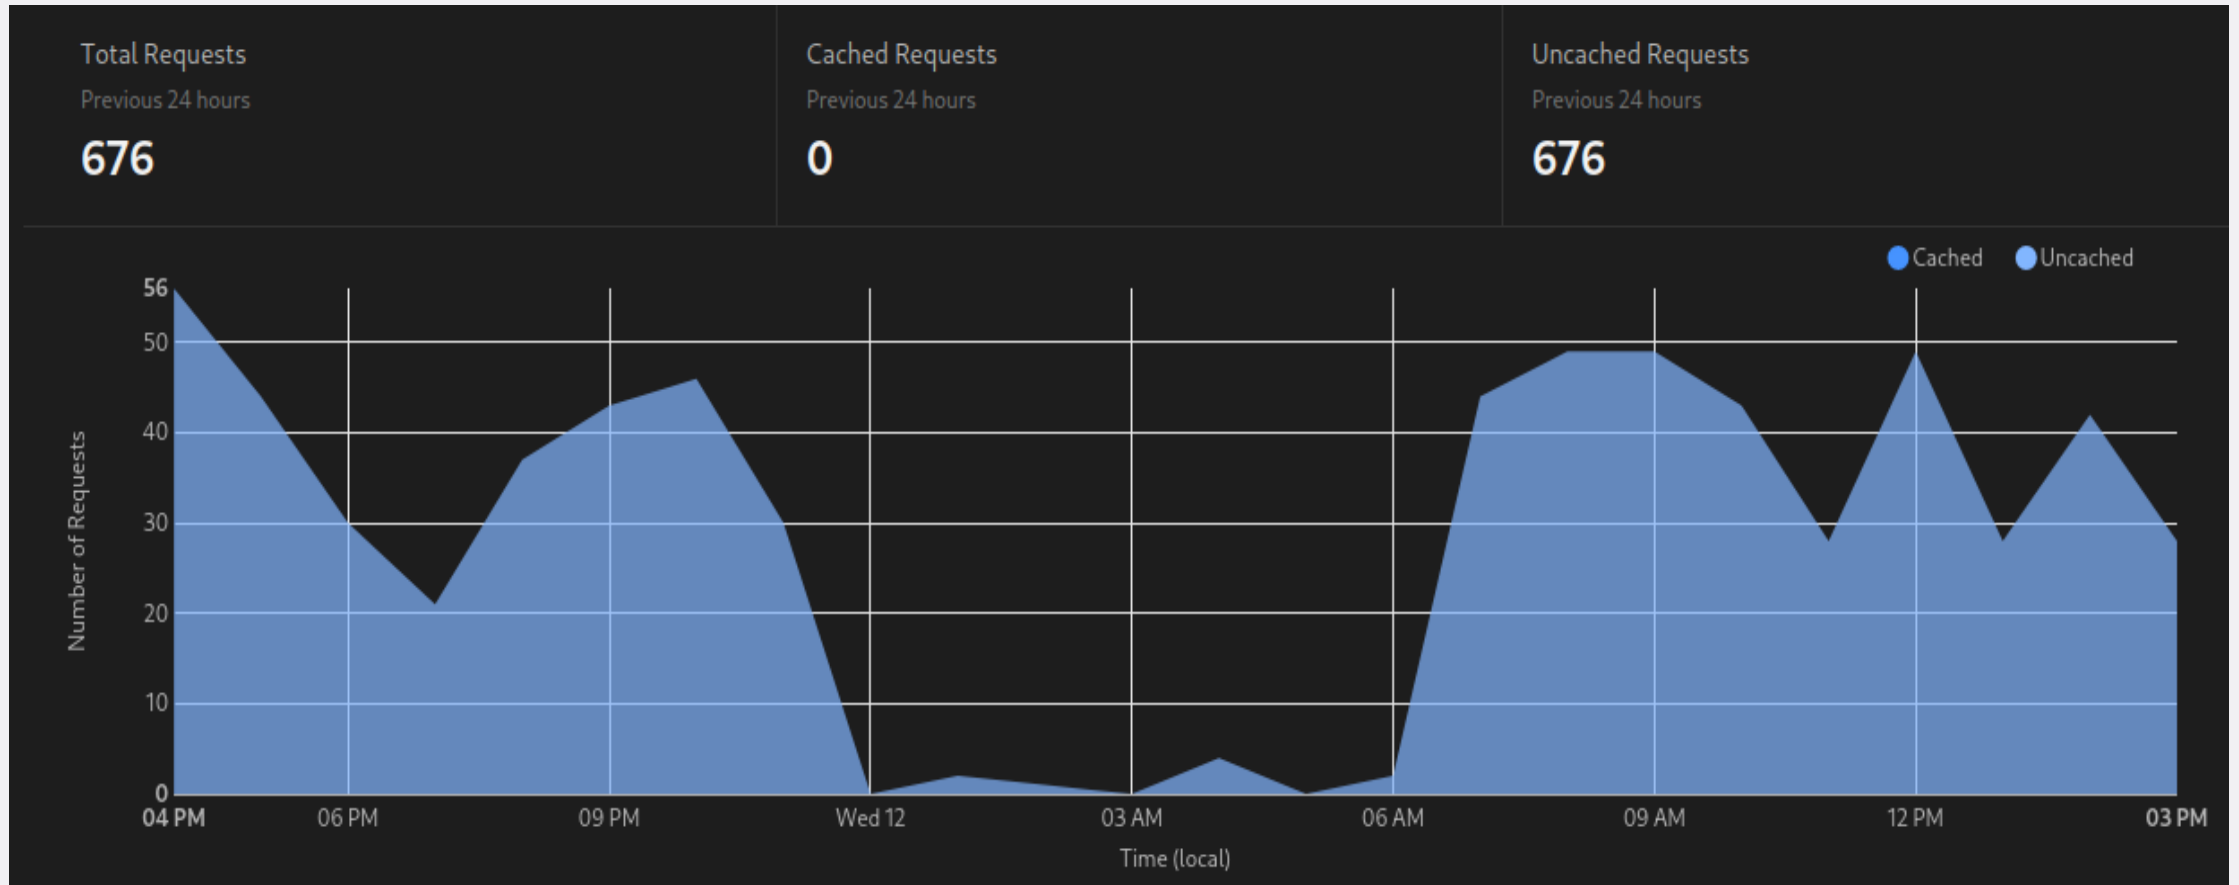 Total Requests
Previous 24 hours
676
Cached Requests
Previous 24 hours
0
Uncached Requests
Previous 24 hours
676
Cached
Uncached
Number of Requests
56
50
40
30
20
10
0
04 PM
06 PM
09 PM
Wed 12
03 AM
06 AM
09 AM
12 PM
03 PM
Time (local)